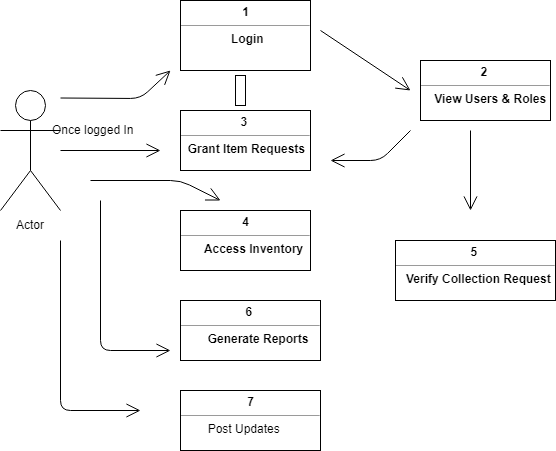 1
Login
2
View Users & Roles
Once logged In
3
Grant Item Requests
Actor
4
Access Inventory
5
Verify Collection Request
6
Generate Reports
7
Post Updates